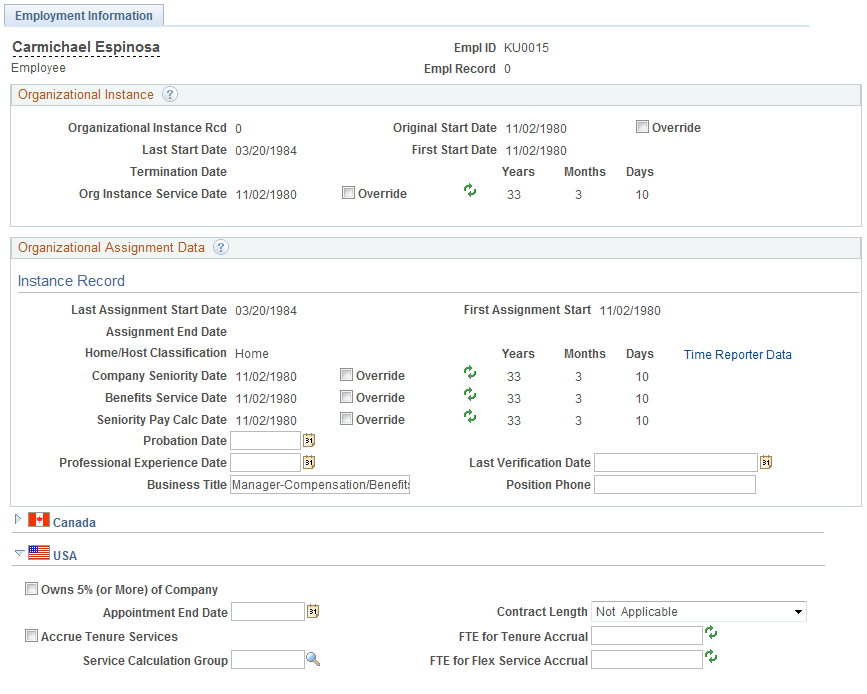 Employment Information
Carmichael Espinosa
Empl ID KU0015
Employee
Empl Record 0
Organizational Instance ?
Organizational Instance Rcd 0
Original Start Date 11/02/1980
Override
Last Start Date 03/20/1984
First Start Date 11/02/1980
Termination Date
Years Months Days
Org Instance Service Date 11/02/1980
Override
33 3 10
Organizational Assignment Data ?
Instance Record
Last Assignment Start Date 03/20/1984
First Assignment Start 11/02/1980
Assignment End Date
Home/Host Classification Home
Years Months Days
Time Reporter Data
Company Seniority Date 11/02/1980
Override
33 3 10
Benefits Service Date 11/02/1980
Override
33 3 10
Seniority Pay Calc Date 11/02/1980
Override
33 3 10
Probation Date
31
Professional Experience Date
31
Last Verification Date
31
Business Title Manager-Compensation/Benefits
Position Phone
Canada
USA
Owns 5% (or More) of Company
Appointment End Date
31
Contract Length Not Applicable
Accrue Tenure Services
FTE for Tenure Accrual
Service Calculation Group
FTE for Flex Service Accrual